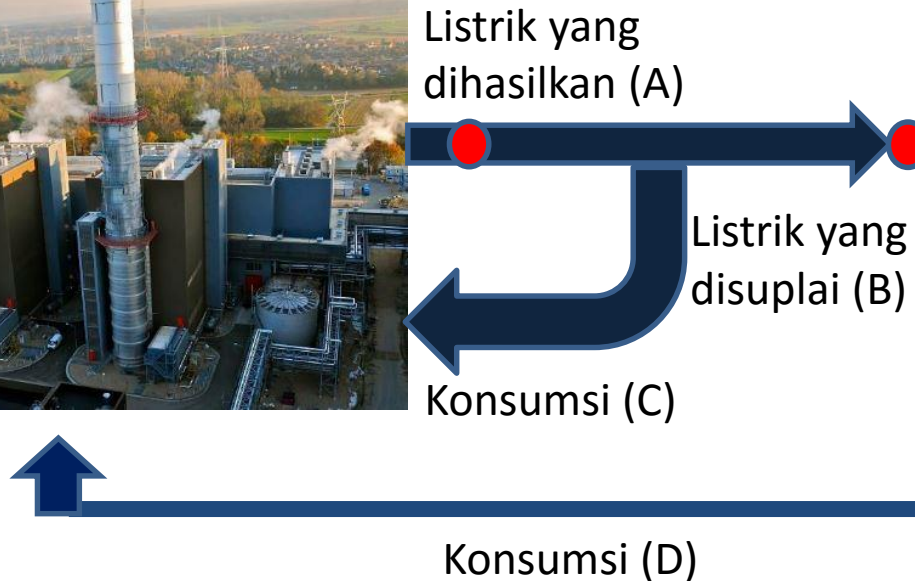 Listrik yang
dihasilkan (A)
Listrik yang
disuplai (B)
Konsumsi (C)
Konsumsi (D)